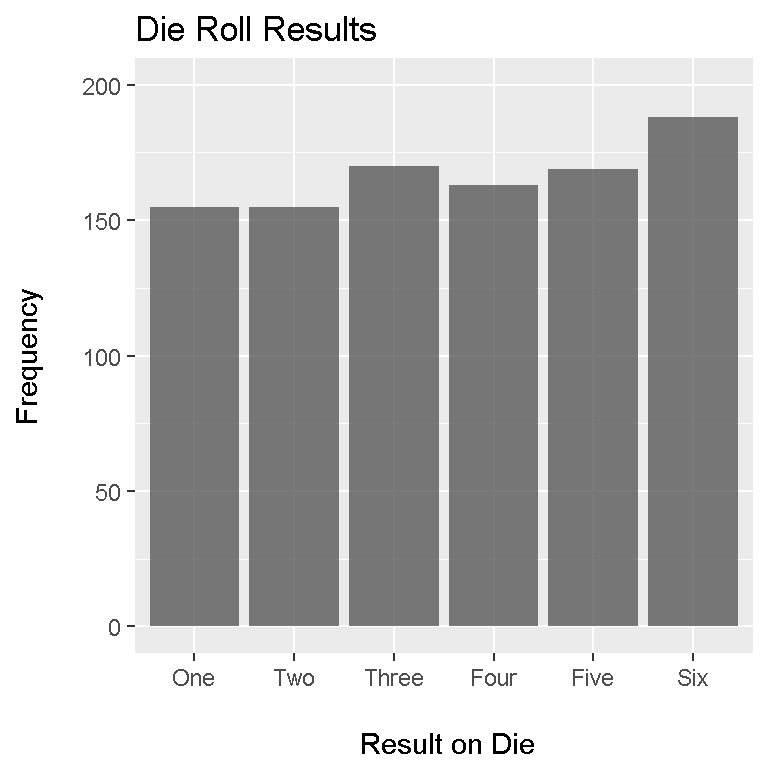 Die Roll Results
200
150
100
50
0
Frequency
One Two Three Four Five Six
Result on Die